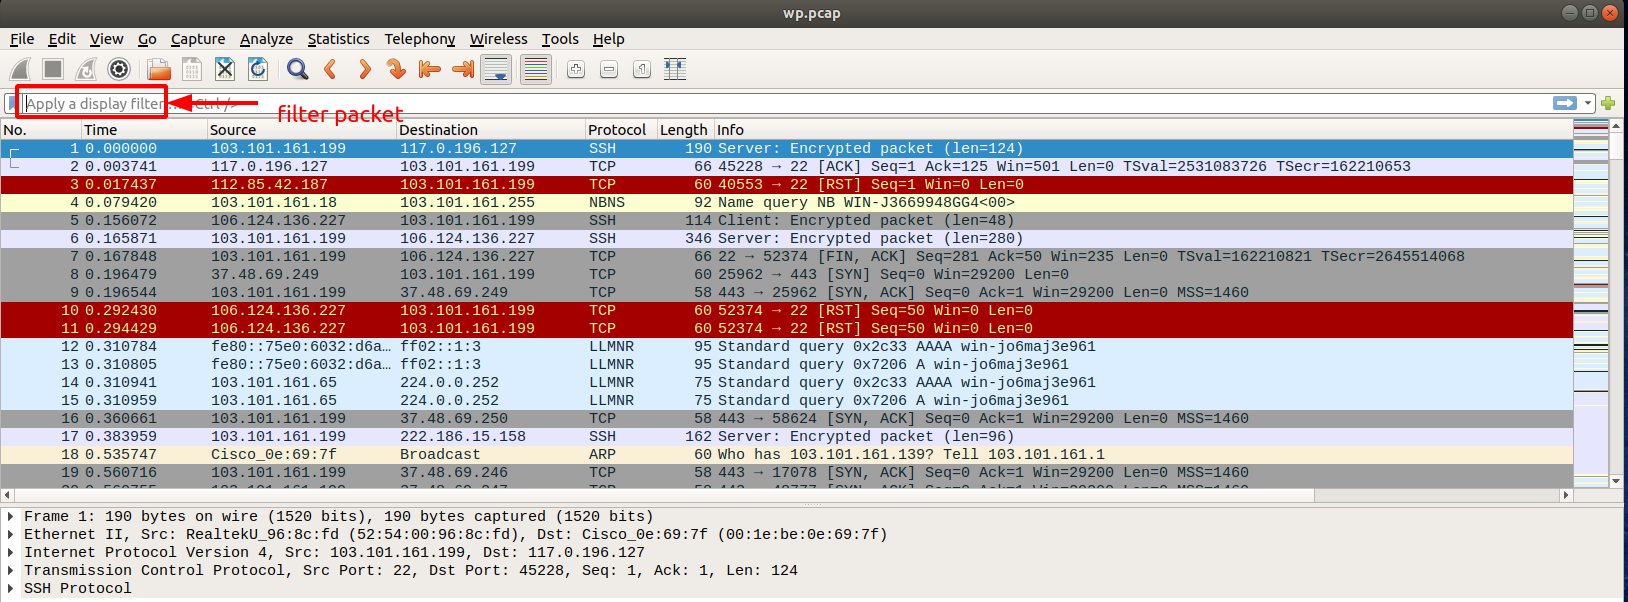 wp.pcap
File Edit View Go Capture Analyze Statistics Telephony Wireless Tools Help
Apply a display filter ... <Ctrl-/>
filter packet
No. Time Source Destination Protocol Length Info
1 0.000000 103.101.161.199 117.0.196.127 SSH 190 Server: Encrypted packet (len=124)
2 0.003741 117.0.196.127 103.101.161.199 TCP 66 45228 → 22 [ACK] Seq=1 Ack=125 Win=501 Len=0 TSval=2531083726 TSecr=162210653
3 0.017437 112.85.42.187 103.101.161.199 TCP 60 40553 → 22 [RST] Seq=1 Win=0 Len=0
4 0.079420 103.101.161.18 103.101.161.255 NBNS 92 Name query NB WIN-J3669948GG4<00>
5 0.156072 106.124.136.227 103.101.161.199 SSH 114 Client: Encrypted packet (len=48)
6 0.165871 103.101.161.199 106.124.136.227 SSH 346 Server: Encrypted packet (len=280)
7 0.167848 103.101.161.199 106.124.136.227 TCP 66 22 → 52374 [FIN, ACK] Seq=281 Ack=50 Win=235 Len=0 TSval=162210821 TSecr=2645514068
8 0.196479 37.48.69.249 103.101.161.199 TCP 60 25962 → 443 [SYN] Seq=0 Win=29200 Len=0
9 0.196544 103.101.161.199 37.48.69.249 TCP 58 443 → 25962 [SYN, ACK] Seq=0 Ack=1 Win=29200 Len=0 MSS=1460
10 0.292430 106.124.136.227 103.101.161.199 TCP 60 52374 → 22 [RST] Seq=50 Win=0 Len=0
11 0.294429 106.124.136.227 103.101.161.199 TCP 60 52374 → 22 [RST] Seq=50 Win=0 Len=0
12 0.310784 fe80::75e0:6032:d6a… ff02::1:3 LLMNR 95 Standard query 0x2c33 AAAA win-jo6maj3e961
13 0.310805 fe80::75e0:6032:d6a… ff02::1:3 LLMNR 95 Standard query 0x7206 A win-jo6maj3e961
14 0.310941 103.101.161.65 224.0.0.252 LLMNR 75 Standard query 0x2c33 AAAA win-jo6maj3e961
15 0.310959 103.101.161.65 224.0.0.252 LLMNR 75 Standard query 0x7206 A win-jo6maj3e961
16 0.360661 103.101.161.199 37.48.69.250 TCP 58 443 → 58624 [SYN, ACK] Seq=0 Ack=1 Win=29200 Len=0 MSS=1460
17 0.383959 103.101.161.199 222.186.15.158 SSH 162 Server: Encrypted packet (len=96)
18 0.535747 Cisco_0e:69:7f Broadcast ARP 60 Who has 103.101.161.139? Tell 103.101.161.1
19 0.560716 103.101.161.199 37.48.69.246 TCP 58 443 → 17078 [SYN, ACK] Seq=0 Ack=1 Win=29200 Len=0 MSS=1460
Frame 1: 190 bytes on wire (1520 bits), 190 bytes captured (1520 bits)
Ethernet II, Src: RealtekU_96:8c:fd (52:54:00:96:8c:fd), Dst: Cisco_0e:69:7f (00:1e:be:0e:69:7f)
Internet Protocol Version 4, Src: 103.101.161.199, Dst: 117.0.196.127
Transmission Control Protocol, Src Port: 22, Dst Port: 45228, Seq: 1, Ack: 1, Len: 124
SSH Protocol